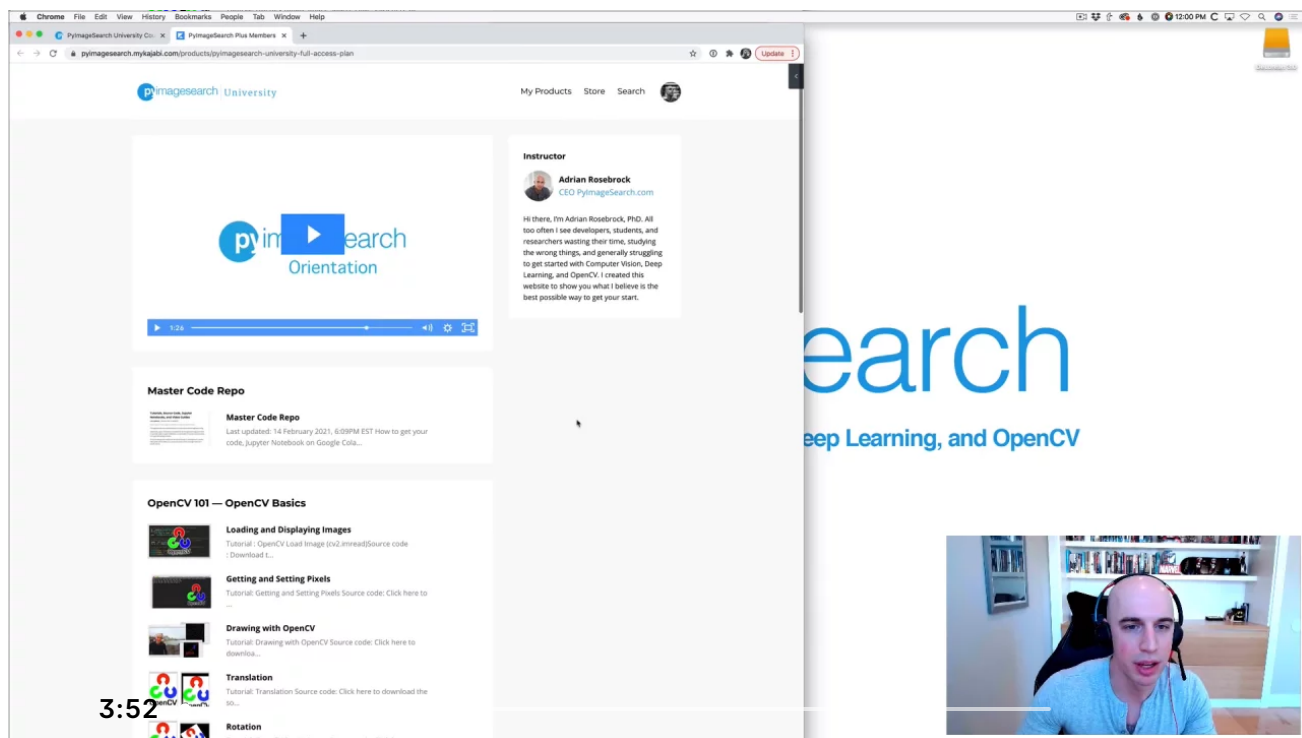 Chrome File Edit View History Bookmarks People Tab Window Help
12:00 PM
PyImageSearch University Co
PyImageSearch Plus Members
pyimagesearch.mykajabi.com/products/pyimagesearch-university-full-access-plan
Update
pyimagesearch University
My Products Store Search
py im earch
Orientation
1:26
Instructor
Adrian Rosebrock
CEO PyImageSearch.com
Hi there, I'm Adrian Rosebrock, PhD. All
too often I see developers, students, and
researchers wasting their time, studying
the wrong things, and generally struggling
to get started with Computer Vision, Deep
Learning, and OpenCV. I created this
website to show you what I believe is the
best possible way to get your start.
Master Code Repo
Master Code Repo
Last updated: 14 February 2021, 6:09PM EST How to get your
code, Jupyter Notebook on Google Cola...
OpenCV 101 — OpenCV Basics
Loading and Displaying Images
Tutorial : OpenCV Load Image (cv2.imread)Source code
: Download t...
Getting and Setting Pixels
Tutorial: Getting and Setting Pixels Source code: Click here to
...
Drawing with OpenCV
Tutorial: Drawing with OpenCV Source code: Click here to
downloa...
Translation
Tutorial: Translation Source code: Click here to download the
so...
Rotation
earch
eep Learning, and OpenCV
MARVEL
3:52